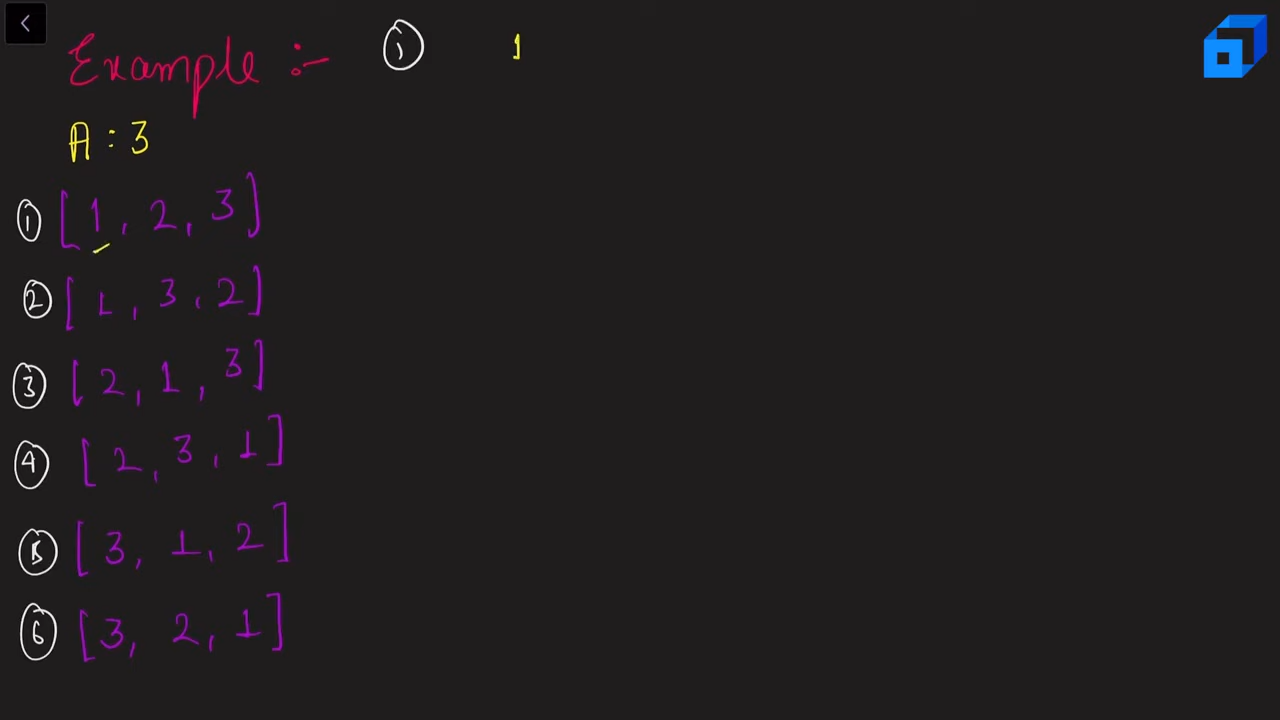 Example :- ① 1
A : 3
① [ 1, 2, 3 ]
② [ 1, 3, 2 ]
③ [ 2, 1, 3 ]
④ [ 2, 3, 1 ]
⑤ [ 3, 1, 2 ]
⑥ [ 3, 2, 1 ]